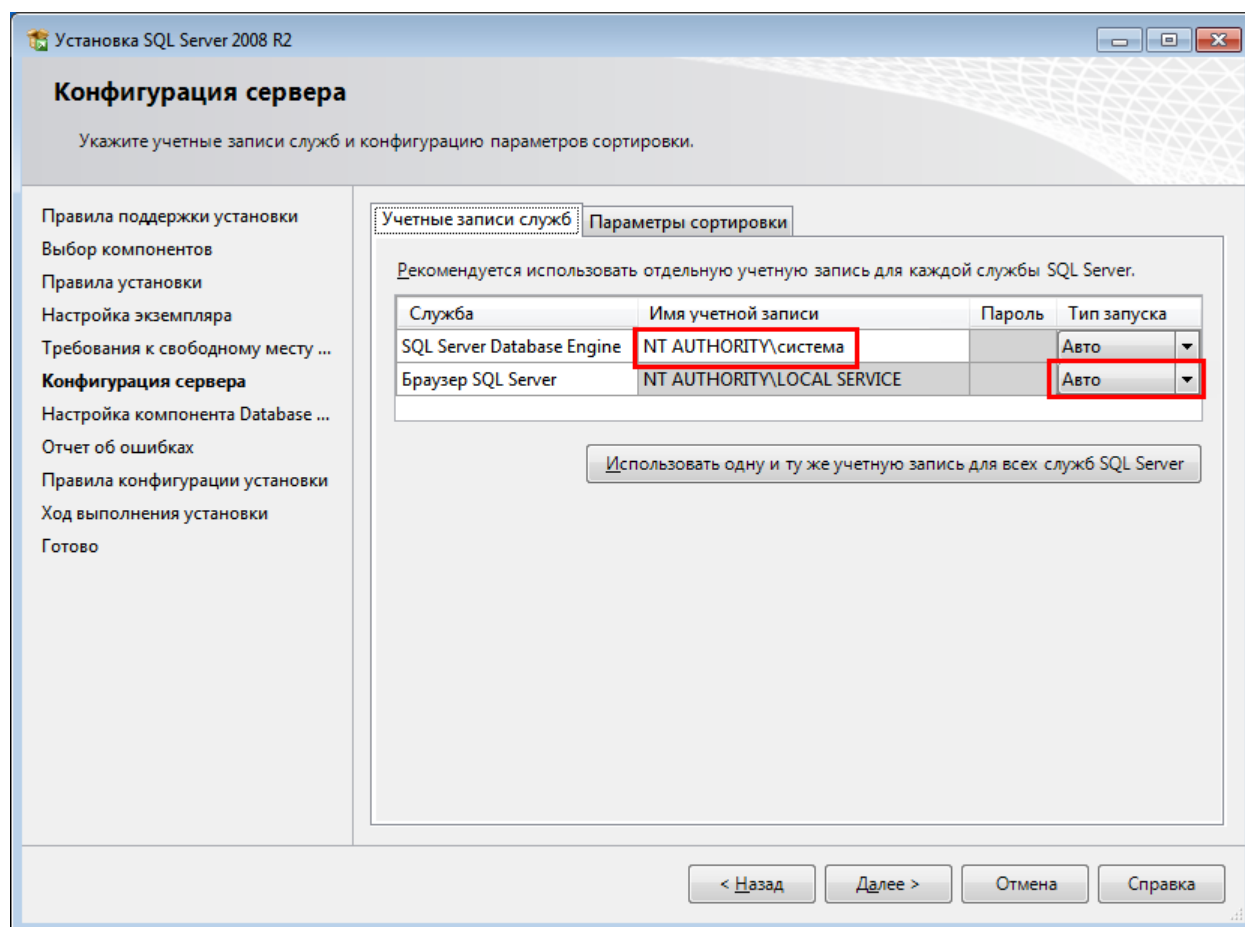 Установка SQL Server 2008 R2
Конфигурация сервера
Укажите учетные записи служб и конфигурацию параметров сортировки.
Правила поддержки установки
Выбор компонентов
Правила установки
Настройка экземпляра
Требования к свободному месту ...
Конфигурация сервера
Настройка компонента Database ...
Отчет об ошибках
Правила конфигурации установки
Ход выполнения установки
Готово
Учетные записи служб Параметры сортировки
Рекомендуется использовать отдельную учетную запись для каждой службы SQL Server.
Служба Имя учетной записи Пароль Тип запуска
SQL Server Database Engine NT AUTHORITY\система Авто
Браузер SQL Server NT AUTHORITY\LOCAL SERVICE Авто
Использовать одну и ту же учетную запись для всех служб SQL Server
< Назад Далее > Отмена Справка